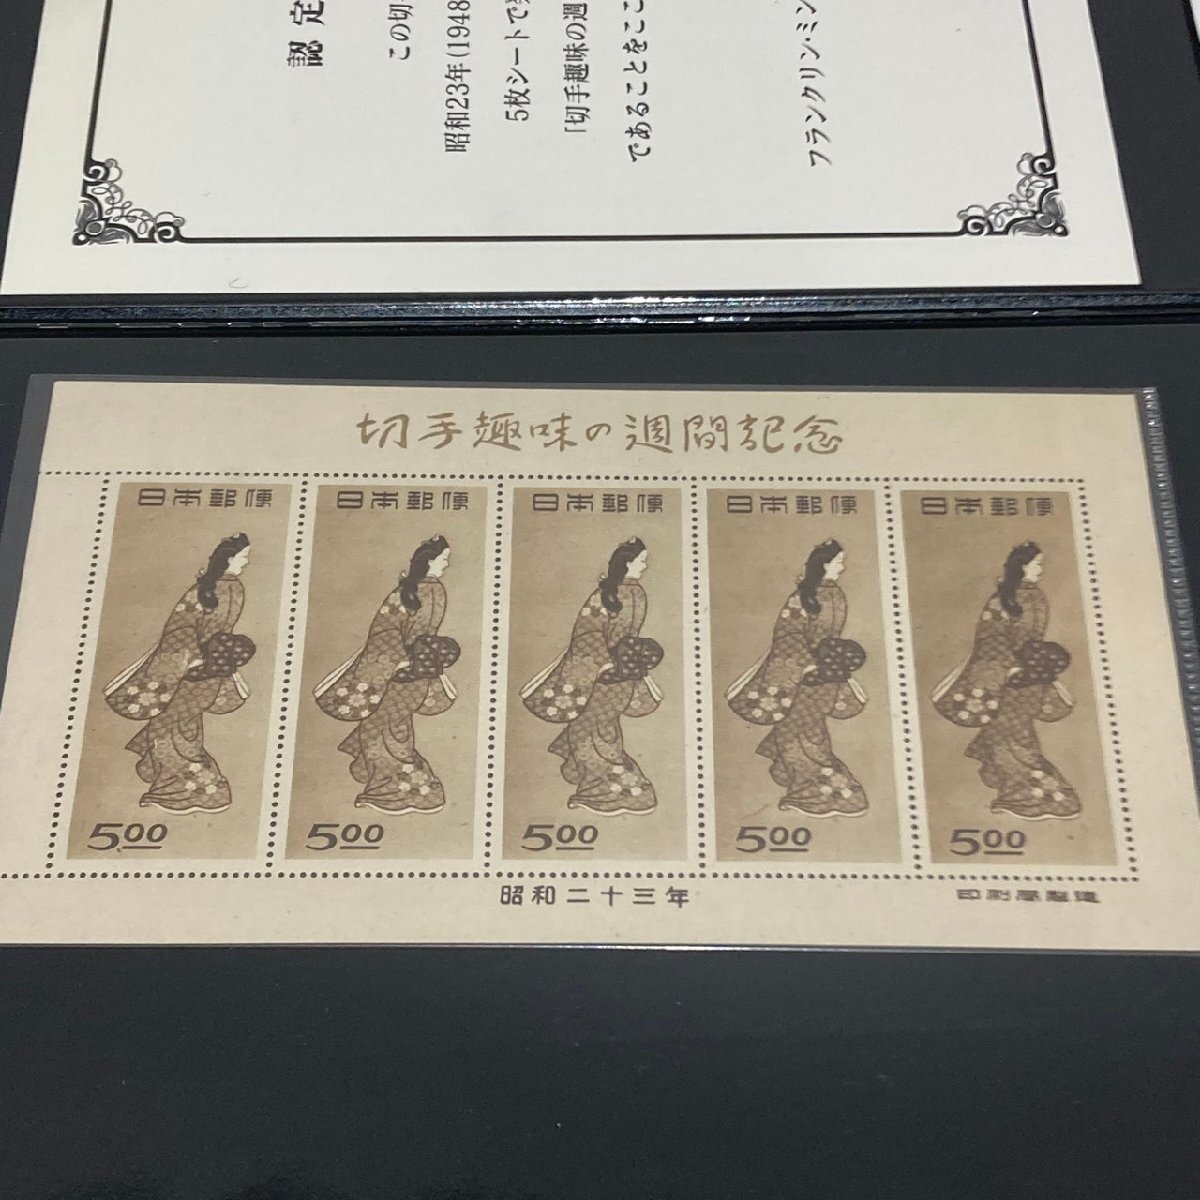 認定
この切
昭和23年(1948
5枚シートで
「切手趣味の週
であることをここ
フランクリン・ミン
切手趣味の週間記念
日本郵便
日本郵便
日本郵便
日本郵便
日本郵便
5.00
5.00
5.00
5.00
5.00
昭和二十三年
印刷局製造